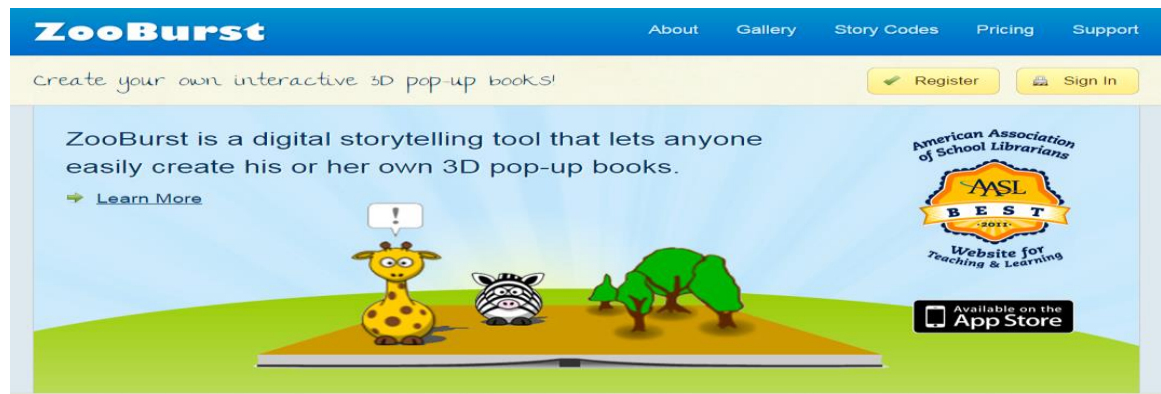 ZooBurst
About Gallery Story Codes Pricing Support
Create your own interactive 3D pop-up books!
Register Sign In
ZooBurst is a digital storytelling tool that lets anyone
easily create his or her own 3D pop-up books.
Learn More
!
American Association
of School Librarians
AASL
BEST
·2011·
Website for
Teaching & Learning
Available on the
App Store